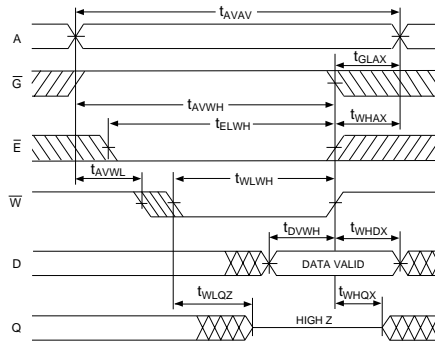 tAVAV
A
tGLAX
G
tAVWH
tWHAX
tELWH
E
tAVWL
tWLWH
W
tDVWH
tWHDX
D
DATA VALID
tWLQZ
tWHQX
Q
HIGH Z